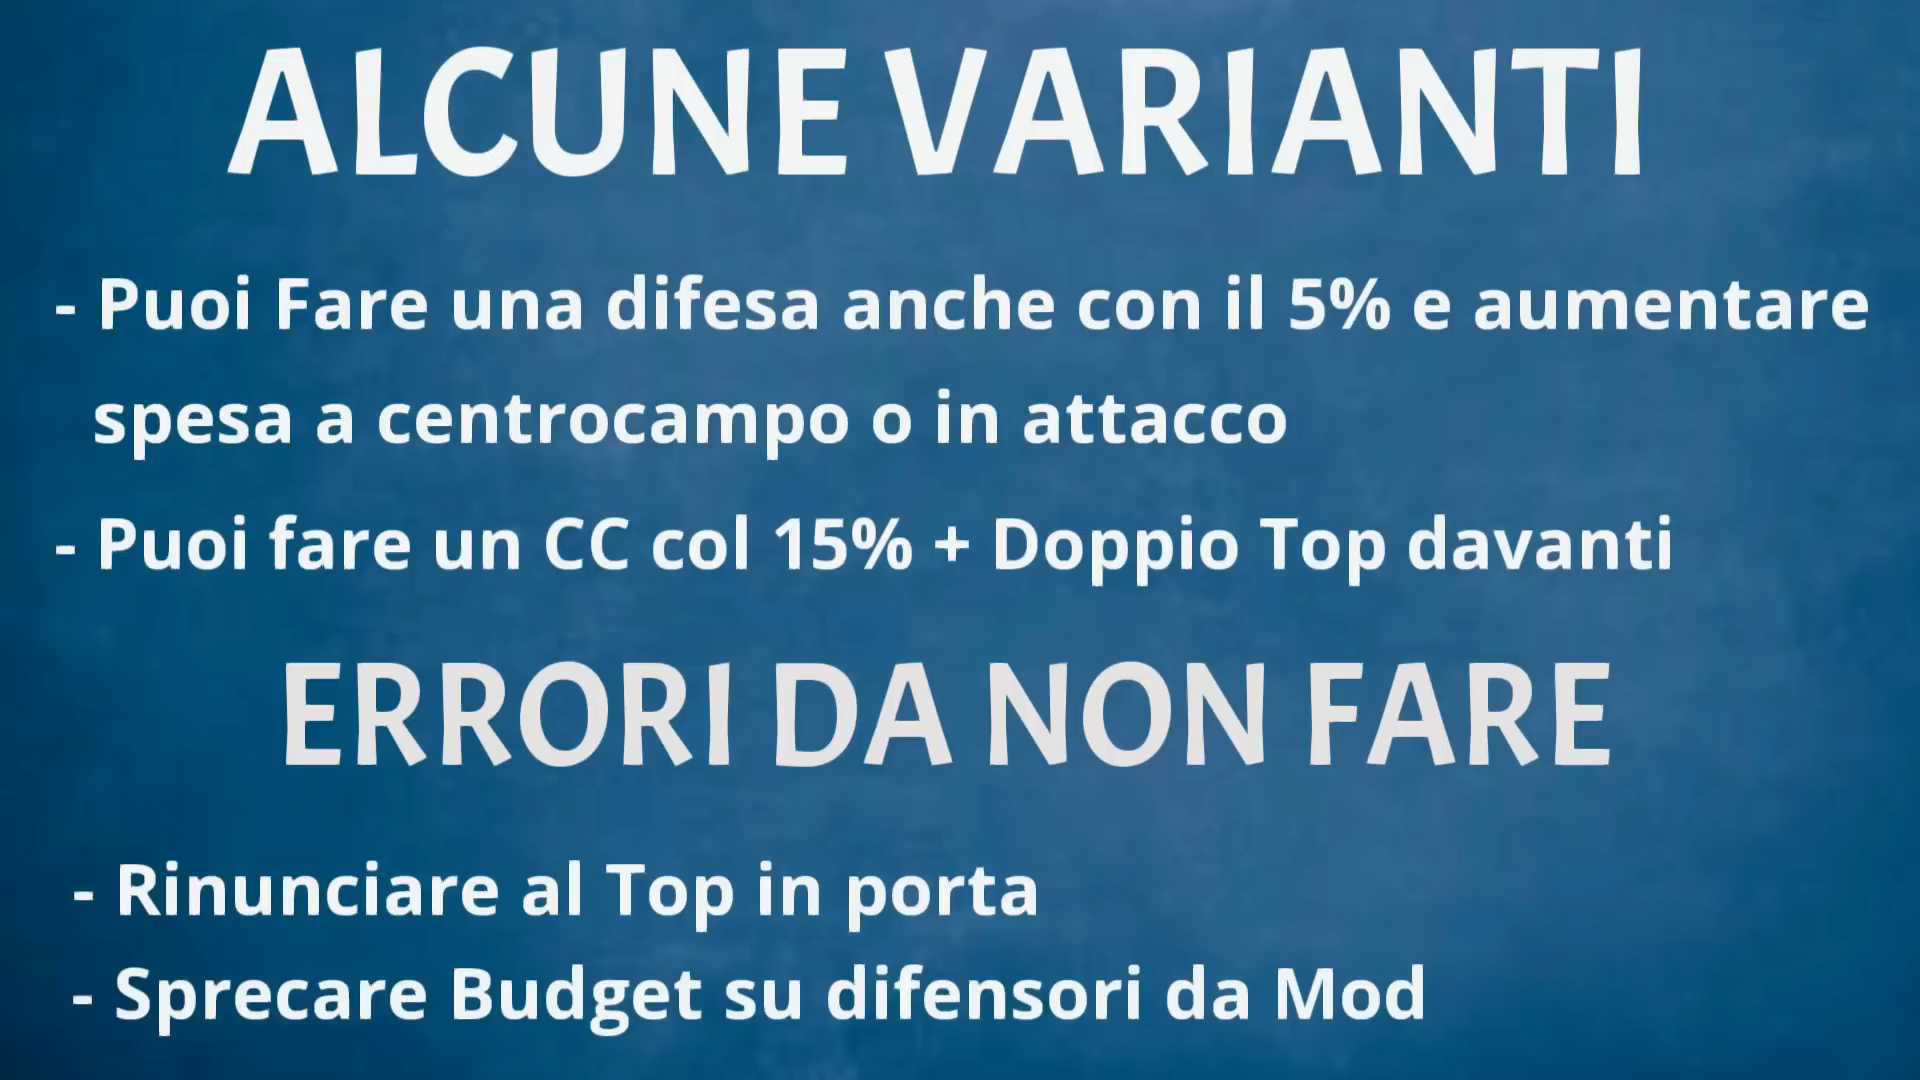 ALCUNE VARIANTI
- Puoi Fare una difesa anche con il 5% e aumentare
spesa a centrocampo o in attacco
- Puoi fare un CC col 15% + Doppio Top davanti
ERRORI DA NON FARE
- Rinunciare al Top in porta
- Sprecare Budget su difensori da Mod